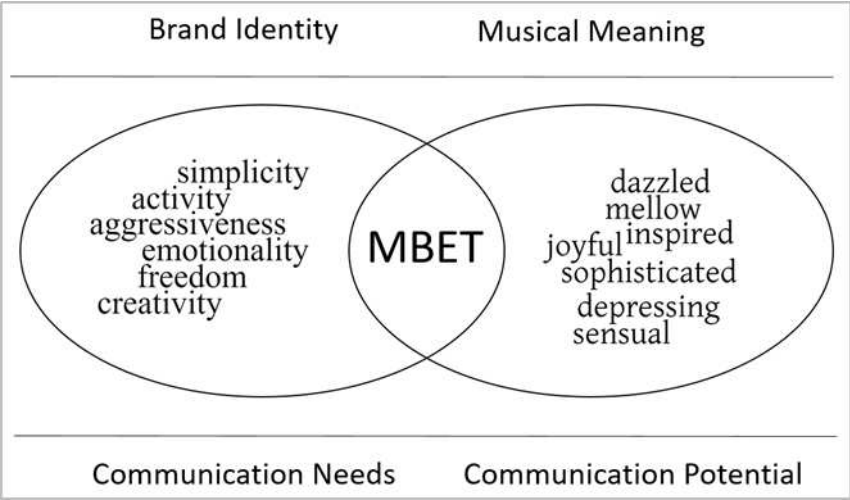 Brand Identity
Musical Meaning
simplicity
activity
aggressiveness
emotionality
freedom
creativity
MBET
dazzled
mellow
joyful inspired
sophisticated
depressing
sensual
Communication Needs
Communication Potential